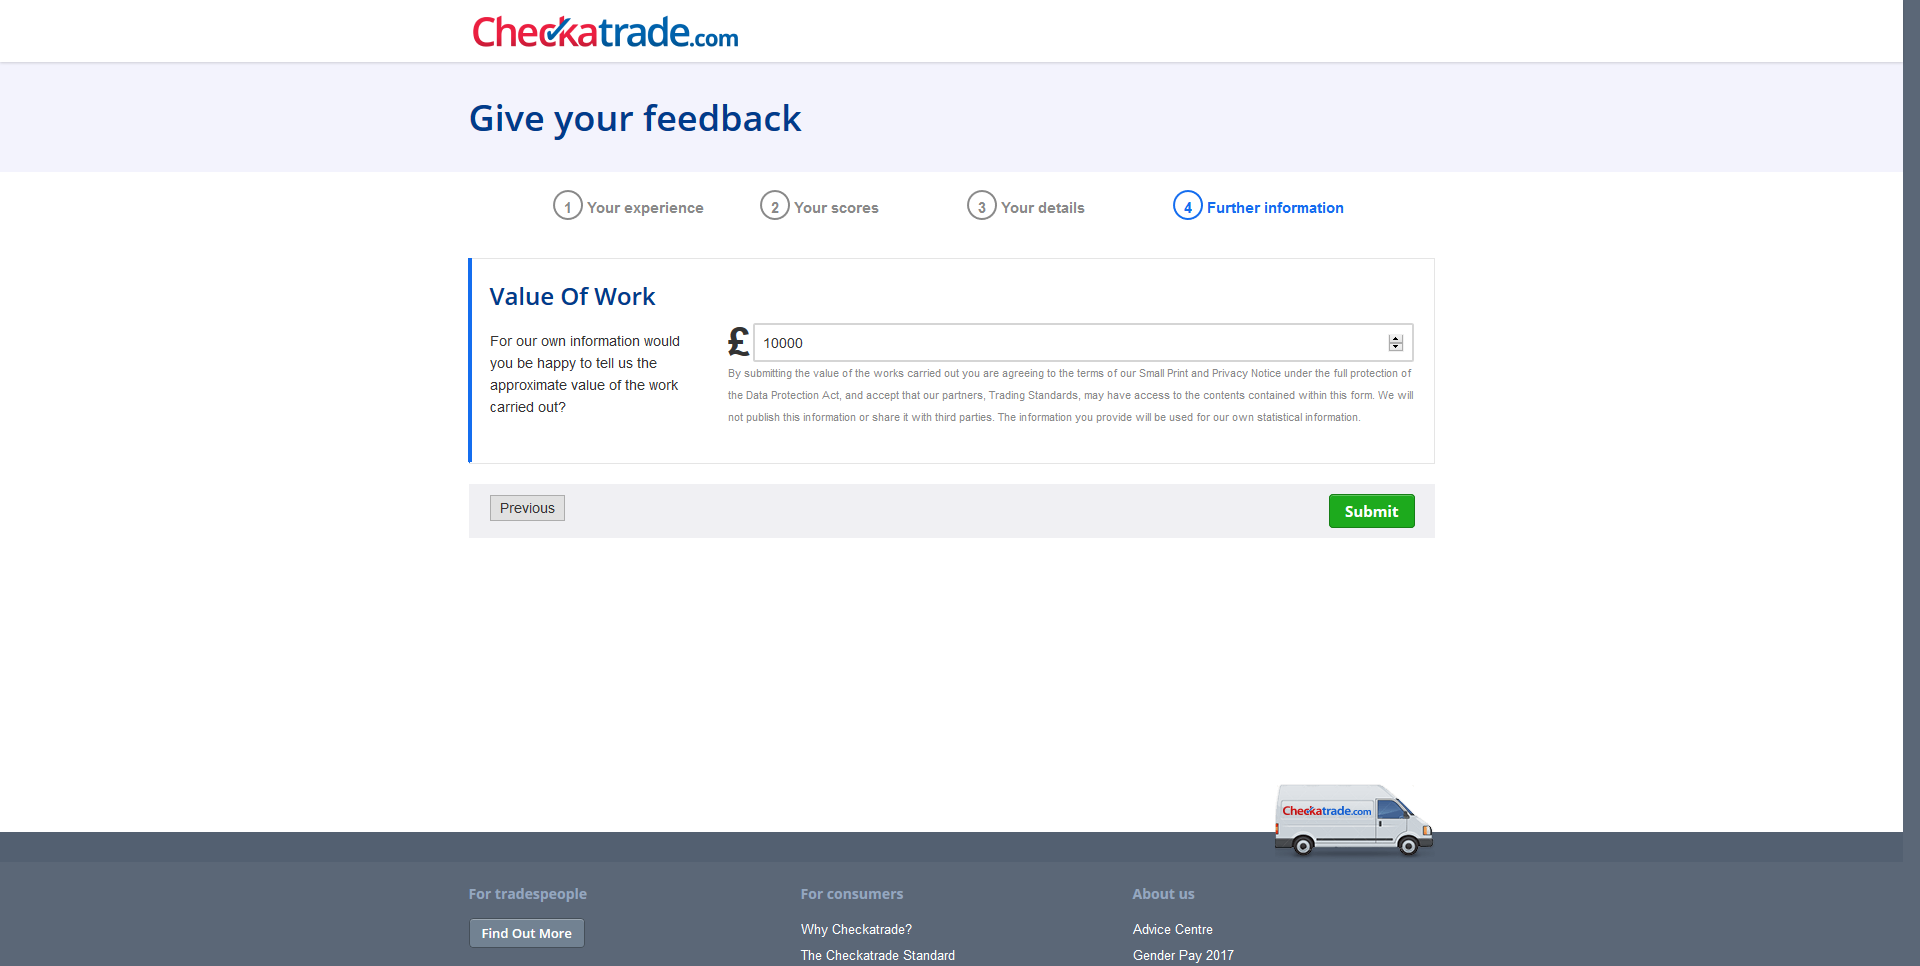 Checkatrade.com
Give your feedback
1 Your experience
2 Your scores
3 Your details
4 Further information
Value Of Work
For our own information would
you be happy to tell us the
approximate value of the work
carried out?
£ 10000
By submitting the value of the works carried out you are agreeing to the terms of our Small Print and Privacy Notice under the full protection of
the Data Protection Act, and accept that our partners, Trading Standards, may have access to the contents contained within this form. We will
not publish this information or share it with third parties. The information you provide will be used for our own statistical information.
Previous
Submit
Checkatrade.com
For tradespeople
Find Out More
For consumers
Why Checkatrade?
The Checkatrade Standard
About us
Advice Centre
Gender Pay 2017